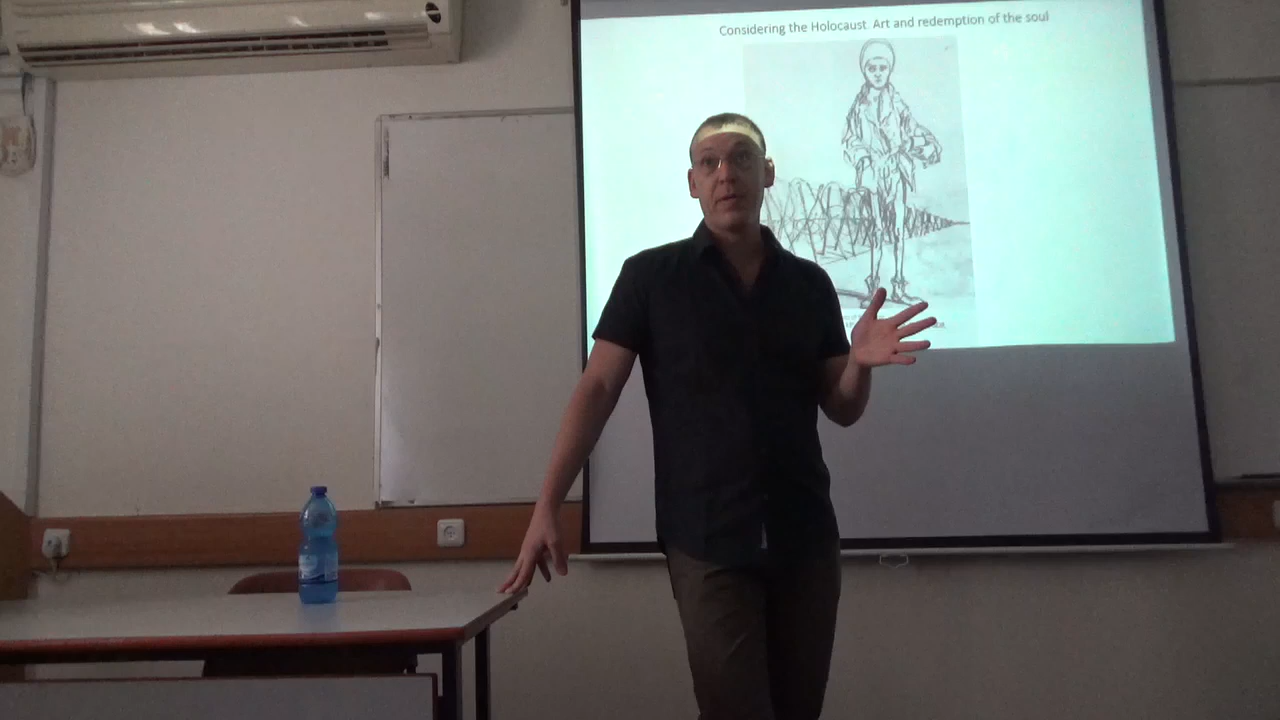 Considering the Holocaust. Art and redemption of the soul